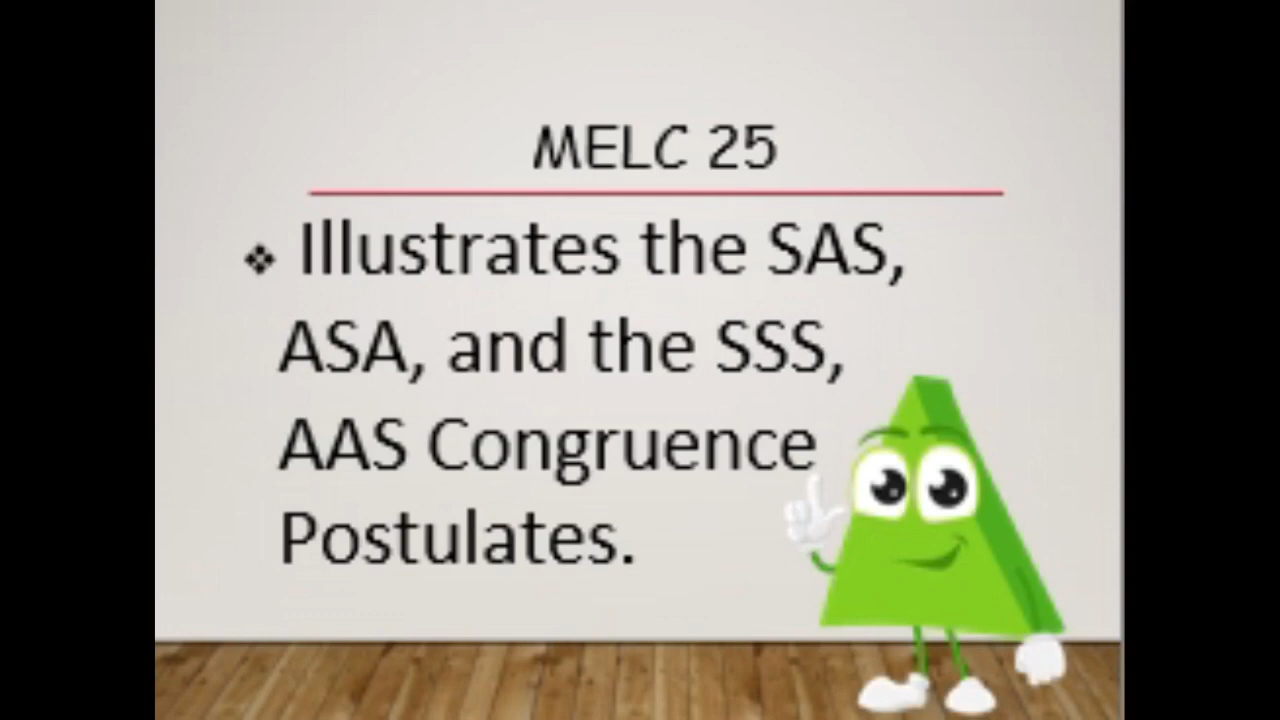 MELC 25
❖ Illustrates the SAS,
ASA, and the SSS,
AAS Congruence
Postulates.